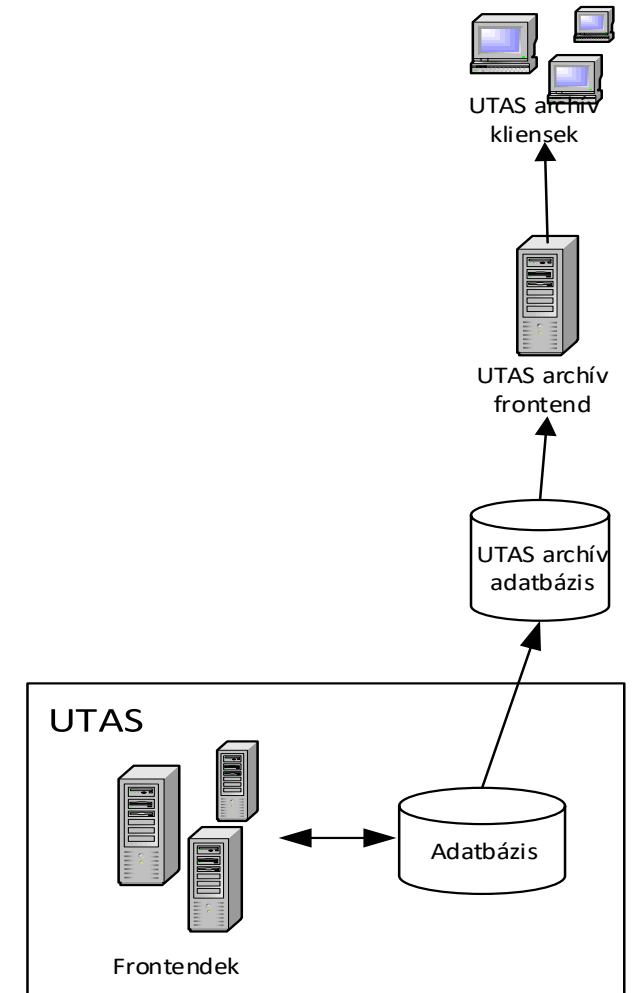 UTAS archív
kliensek
UTAS archív
frontend
UTAS archív
adatbázis
UTAS
Adatbázis
Frontendek